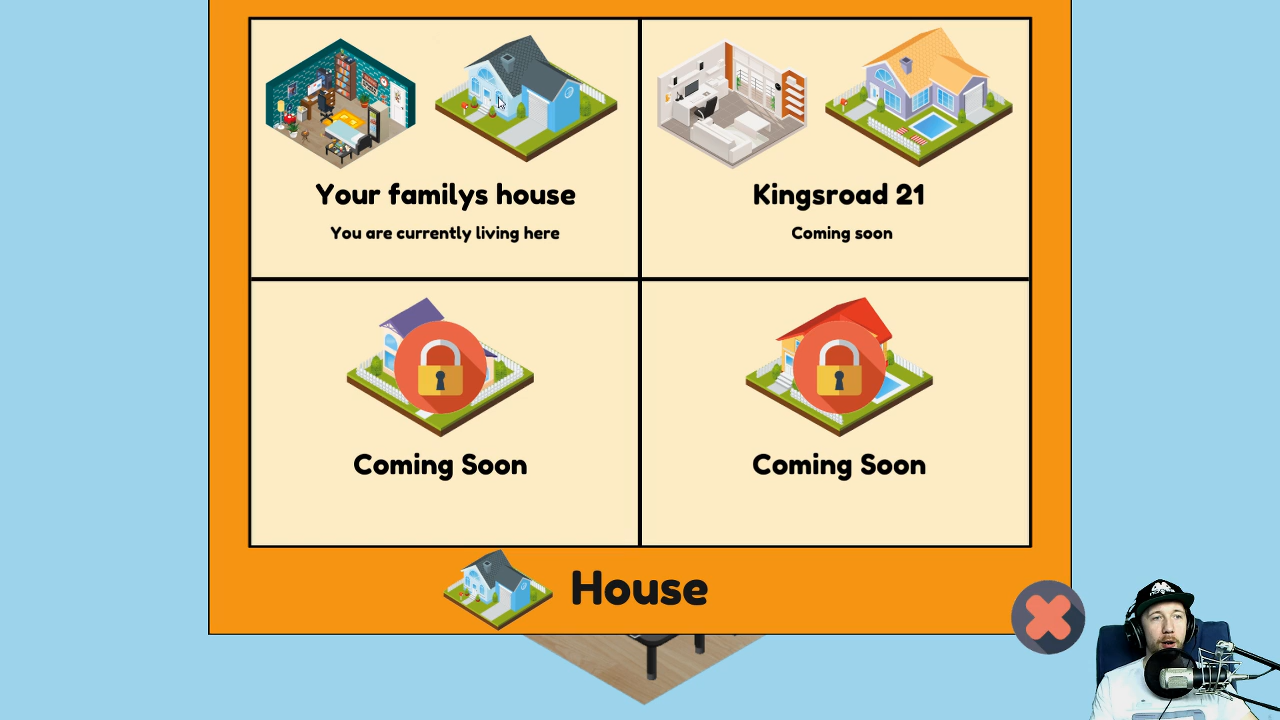 Your familys house
You are currently living here
Kingsroad 21
Coming soon
Coming Soon
Coming Soon
House